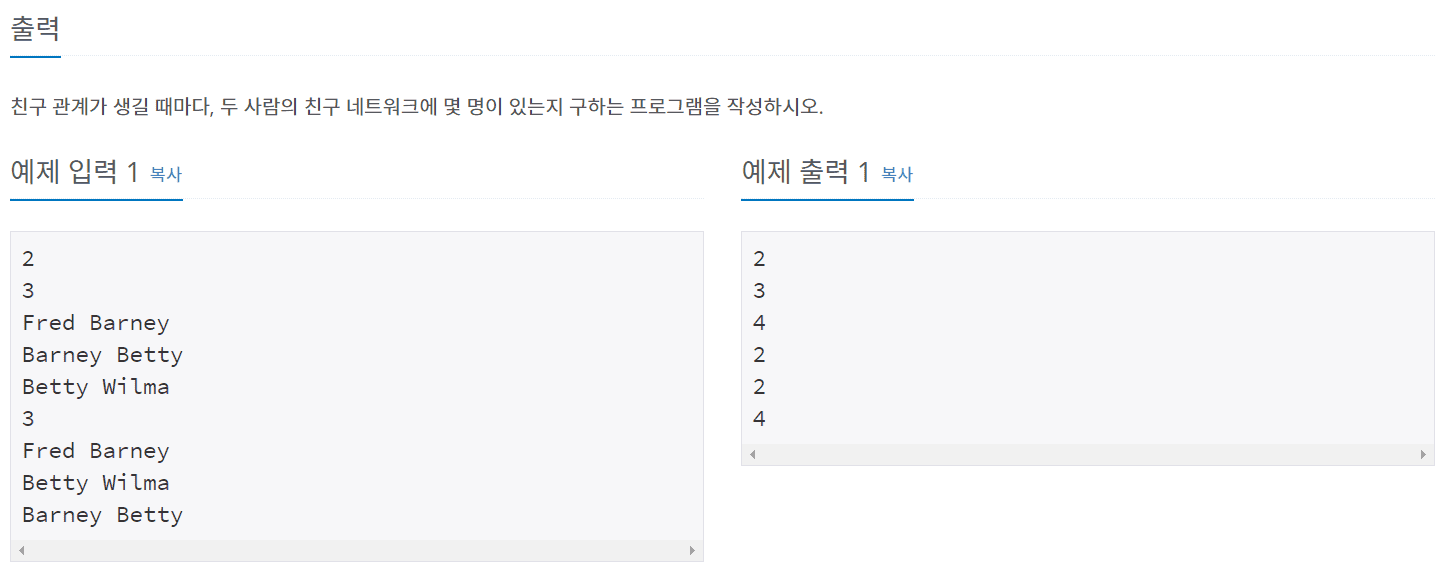 출력
친구 관계가 생길 때마다, 두 사람의 친구 네트워크에 몇 명이 있는지 구하는 프로그램을 작성하시오.
예제 입력 1 복사
2
3
Fred Barney
Barney Betty
Betty Wilma
3
Fred Barney
Betty Wilma
Barney Betty
예제 출력 1 복사
2
3
4
2
2
4